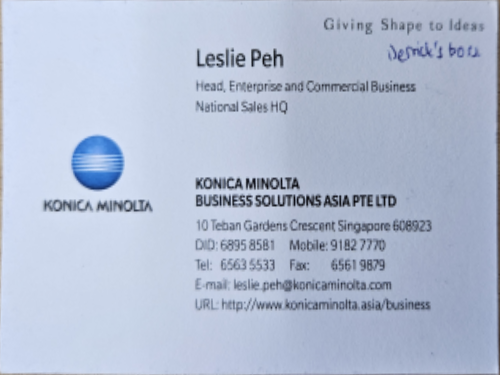 Giving Shape to Ideas
Derrick's boss
Leslie Peh
Head, Enterprise and Commercial Business
National Sales HQ
KONICA MINOLTA
KONICA MINOLTA
BUSINESS SOLUTIONS ASIA PTE LTD
10 Teban Gardens Crescent Singapore 608923
DID: 6895 8581 Mobile: 9182 7770
Tel: 6563 5533 Fax: 6561 9879
E-mail: leslie.peh@konicaminolta.com
URL: http://www.konicaminolta.asia/business